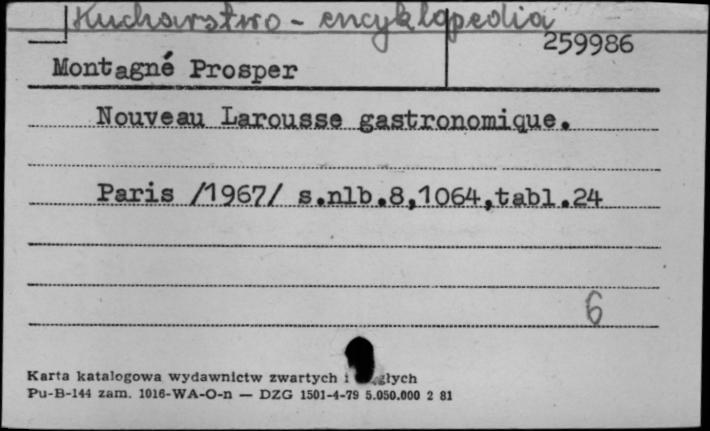 Kucharstwo - encyklopedia
259986
Montagné Prosper
Nouveau Larousse gastronomique.
Paris /1967/ s.nlb.8,1064,tabl.24
6
Karta katalogowa wydawnictw zwartych i
Pu-B-144 zam. 1016-WA-O-n — DZG 1501-4-79 5.050.000 2 81